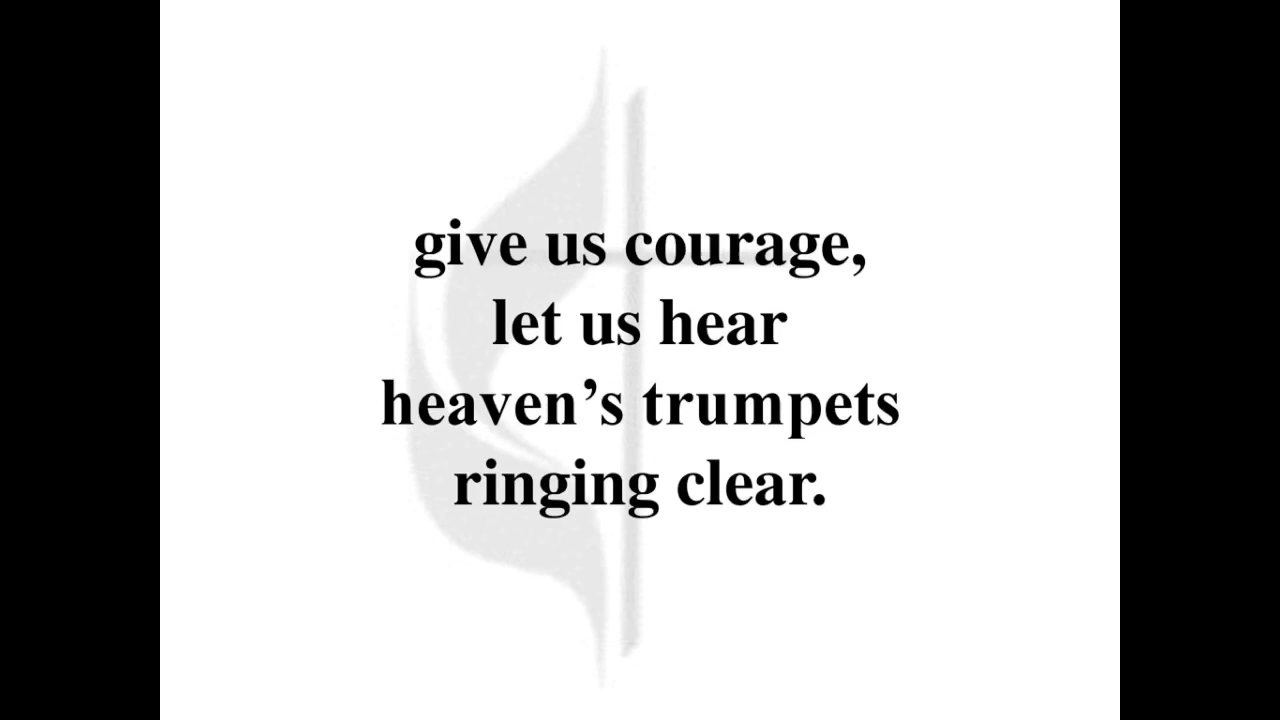 give us courage,
let us hear
heaven’s trumpets
ringing clear.